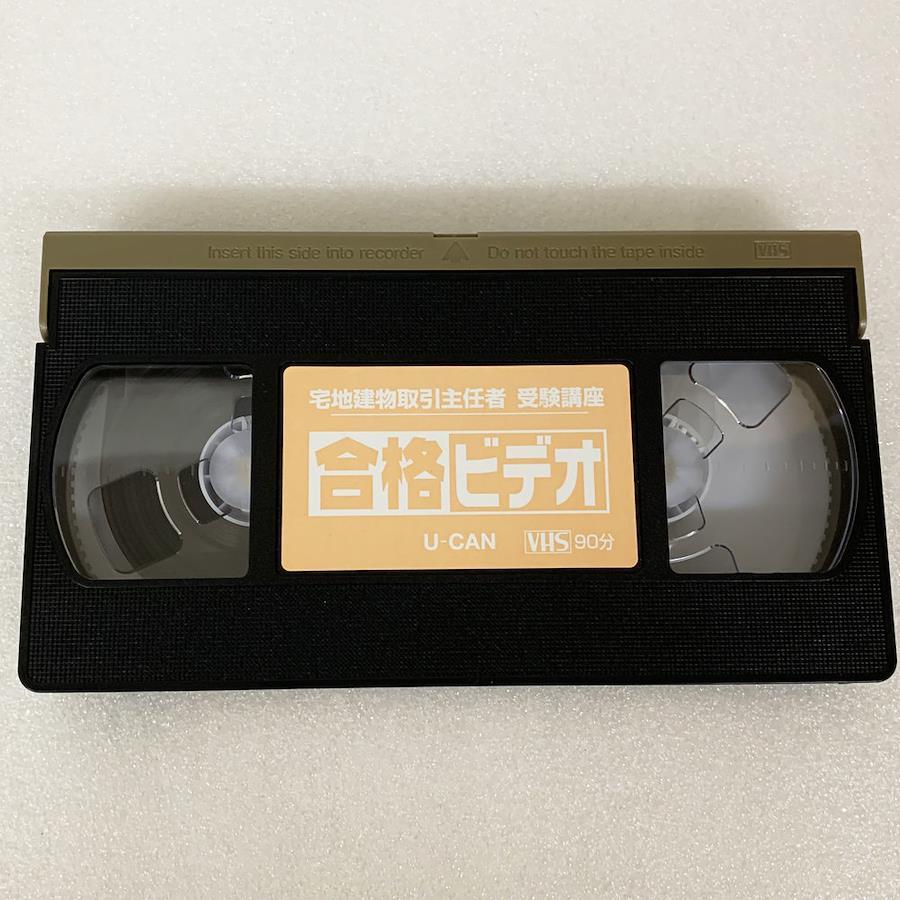 Insert this side into recorder Do not touch the tape inside VHS
宅地建物取引主任者 受験講座
合格ビデオ
U-CAN VHS 90分